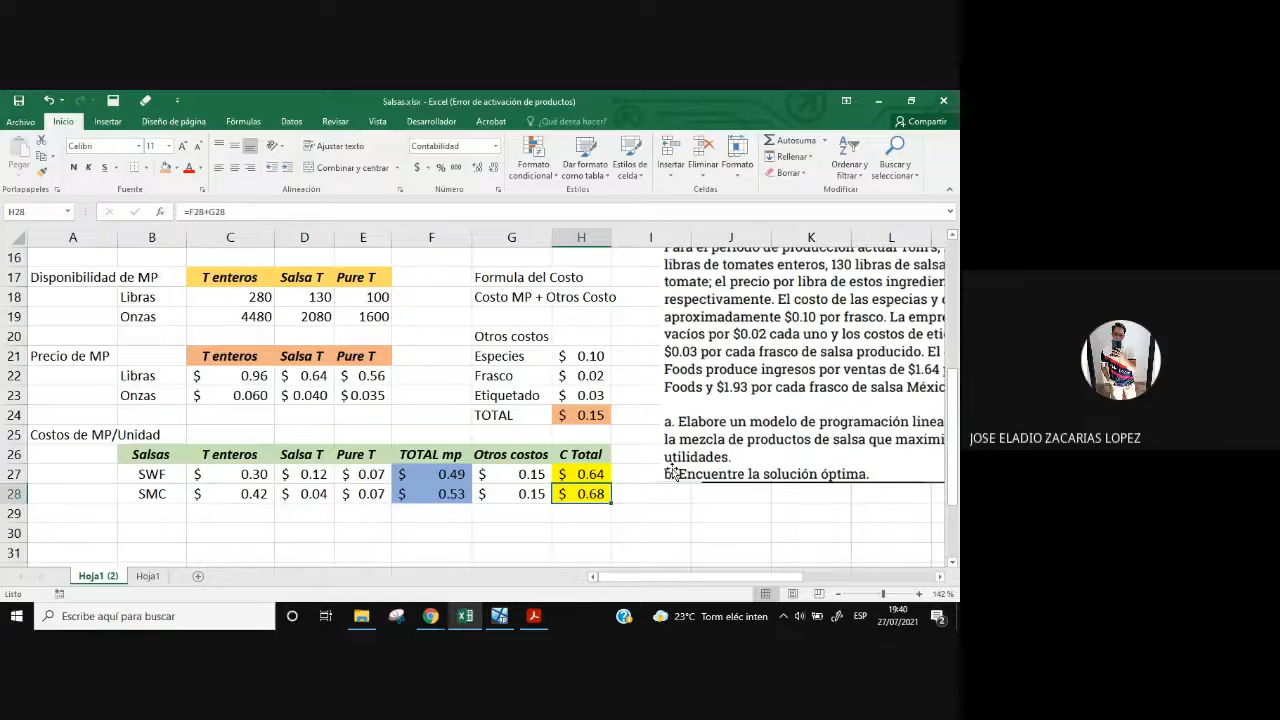 Salsas.xlsx - Excel (Error de activación de productos)
Archivo Inicio Insertar Diseño de página Fórmulas Datos Revisar Vista Desarrollador Acrobat ¿Qué desea hacer? Compartir
Pegar Calibri 11 Ajustar texto Contabilidad Autosuma
N K S Combinar y centrar $ % 000 Formato condicional Dar formato como tabla Estilos de celda Insertar Eliminar Formato Rellenar Borrar Ordenar y filtrar Buscar y seleccionar
Portapapeles Fuente Alineación Número Estilos Celdas Modificar
H28 fx =F28+G28
A B C D E F G H I J K L
16
17 Disponibilidad de MP T enteros Salsa T Pure T Formula del Costo
18 Libras 280 130 100 Costo MP + Otros Costo
19 Onzas 4480 2080 1600
20 Otros costos
21 Precio de MP T enteros Salsa T Pure T Especies $ 0.10
22 Libras $ 0.96 $ 0.64 $ 0.56 Frasco $ 0.02
23 Onzas $ 0.060 $ 0.040 $ 0.035 Etiquetado $ 0.03
24 TOTAL $ 0.15
25 Costos de MP/Unidad
26 Salsas T enteros Salsa T Pure T TOTAL mp Otros costos C Total
27 SWF $ 0.30 $ 0.12 $ 0.07 $ 0.49 $ 0.15 $ 0.64
28 SMC $ 0.42 $ 0.04 $ 0.07 $ 0.53 $ 0.15 $ 0.68
29
30
31
Para el periodo de producción actual
libras de tomates enteros, 130 libras de salsa
tomate; el precio por libra de estos ingredien
respectivamente. El costo de las especias y
aproximadamente $0.10 por frasco. La empre
vacíos por $0.02 cada uno y los costos de eti
$0.03 por cada frasco de salsa producido. El
Foods produce ingresos por ventas de $1.64
Foods y $1.93 por cada frasco de salsa Méxic
a. Elabore un modelo de programación linea
la mezcla de productos de salsa que maximi
utilidades.
b. Encuentre la solución óptima.
JOSE ELADIO ZACARIAS LOPEZ
Hoja1 (2) Hoja1
Listo 142 %
Escribe aquí para buscar 23°C Torm eléc inten ESP 19:40
27/07/2021 2